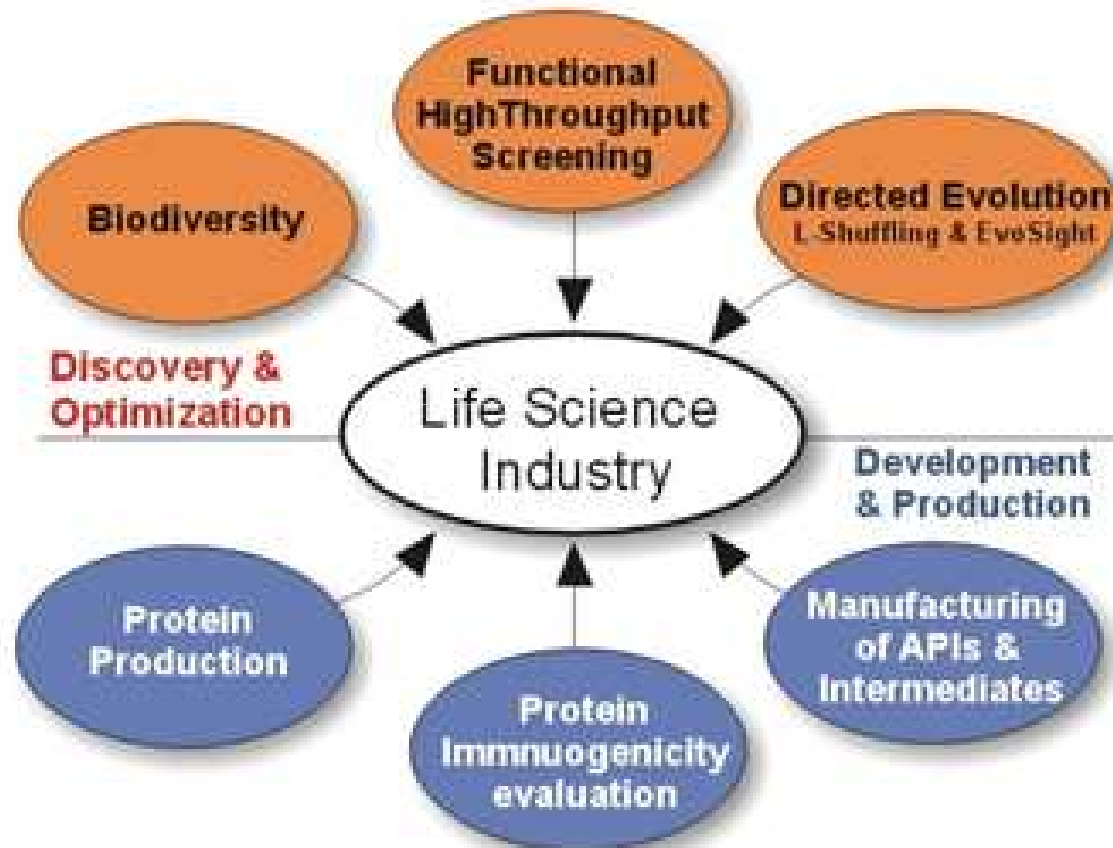 Functional
HighThroughput
Screening
Biodiversity
Directed Evolution
L-Shuffling & EvoSight
Discovery &
Optimization
Life Science
Industry
Development
& Production
Protein
Production
Protein
Immnuogenicity
evaluation
Manufacturing
of APIs &
Intermediates